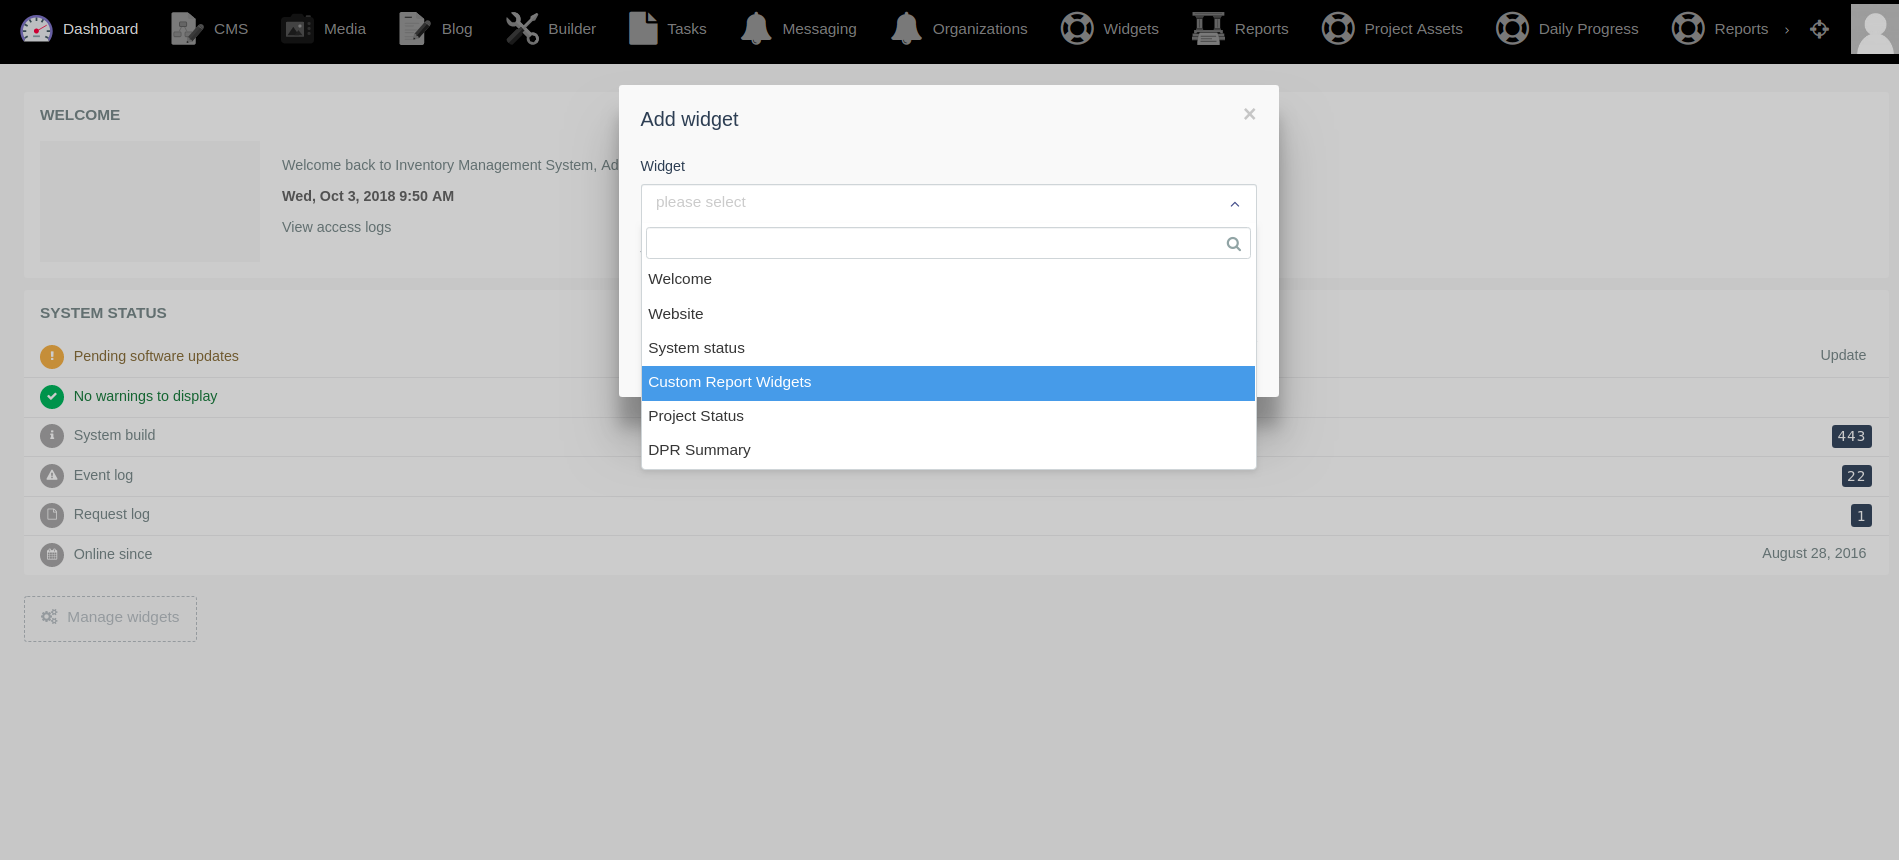 Dashboard CMS Media Blog Builder Tasks Messaging Organizations Widgets Reports Project Assets Daily Progress Reports ›
WELCOME
Welcome back to Inventory Management System, Ad
Wed, Oct 3, 2018 9:50 AM
View access logs
Add widget ×
Widget
please select
Welcome
Website
System status
Custom Report Widgets
Project Status
DPR Summary
SYSTEM STATUS
Pending software updates Update
No warnings to display
System build 443
Event log 22
Request log 1
Online since August 28, 2016
Manage widgets